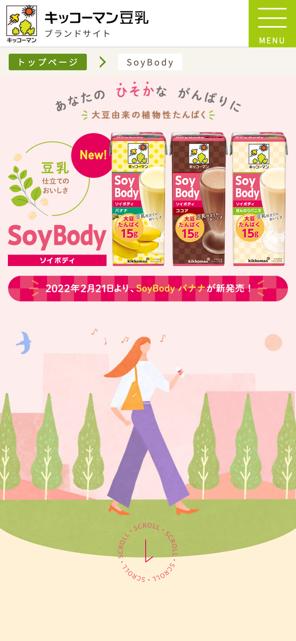 キッコーマン
キッコーマン豆乳
ブランドサイト
MENU
トップページ
SoyBody
あなたの ひそかな がんばりに
大豆由来の植物性たんぱく
New!
豆乳
仕立ての
おいしさ
SoyBody
ソイボディ
Soy
Body
ソイボディ
バナナ
大豆
たんぱく
15g
kikkoman
Soy
Body
ソイボディ
ココア
大豆
たんぱく
15g
kikkoman
Soy
Body
ソイボディ
大豆
たんぱく
15g
kikkoman
2022年2月21日より、SoyBody バナナが新発売！
SCROLL・SCROLL・SCROLL・SCROLL・SCROLL・